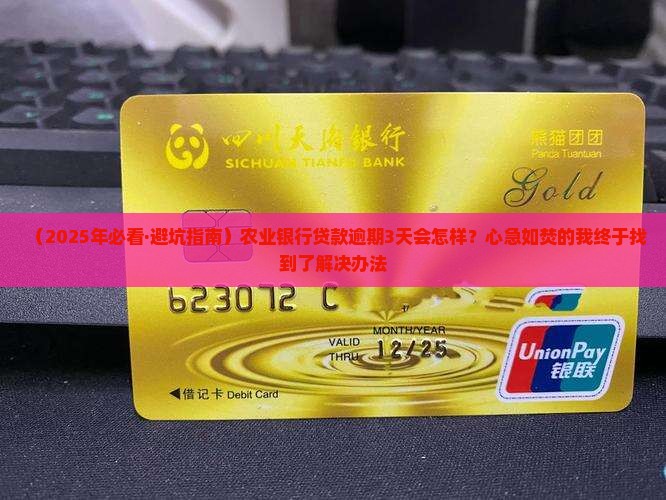 四川天府银行
SICHUAN TIANFU BANK
熊猫团团
Panda Tuantuan
Gold
（2025年必看·避坑指南）农业银行贷款逾期3天会怎样？心急如焚的我终于找
到了解决办法
623072 C
MONTH/YEAR
VALID
THRU 12/25
UnionPay
银联
◀借记卡 Debit Card